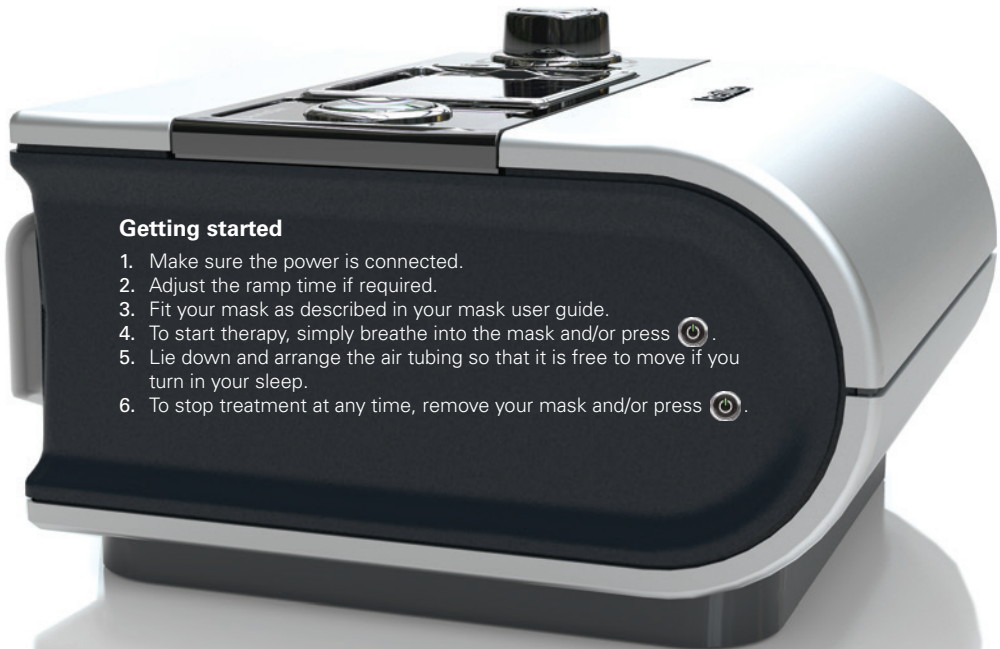 Getting started
1. Make sure the power is connected.
2. Adjust the ramp time if required.
3. Fit your mask as described in your mask user guide.
4. To start therapy, simply breathe into the mask and/or press .
5. Lie down and arrange the air tubing so that it is free to move if you
turn in your sleep.
6. To stop treatment at any time, remove your mask and/or press .